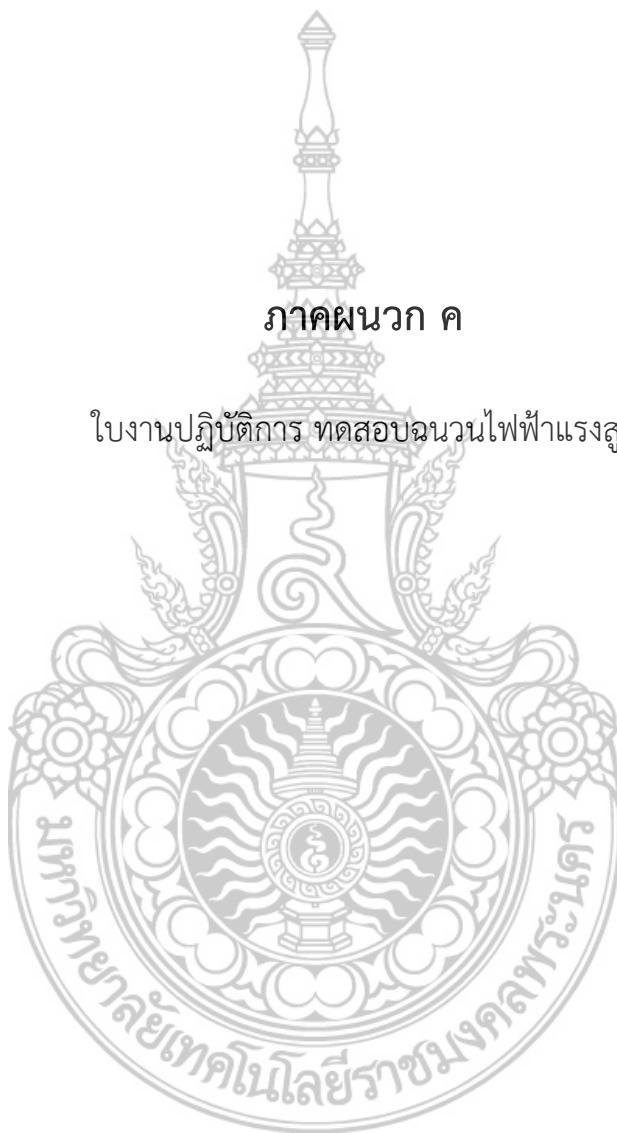 ภาคผนวก ค
ใบงานปฏิบัติการ ทดสอบฉนวนไฟฟ้าแรงสู
มหาวิทยาลัยเทคโนโลยีราชมงคลพระนคร